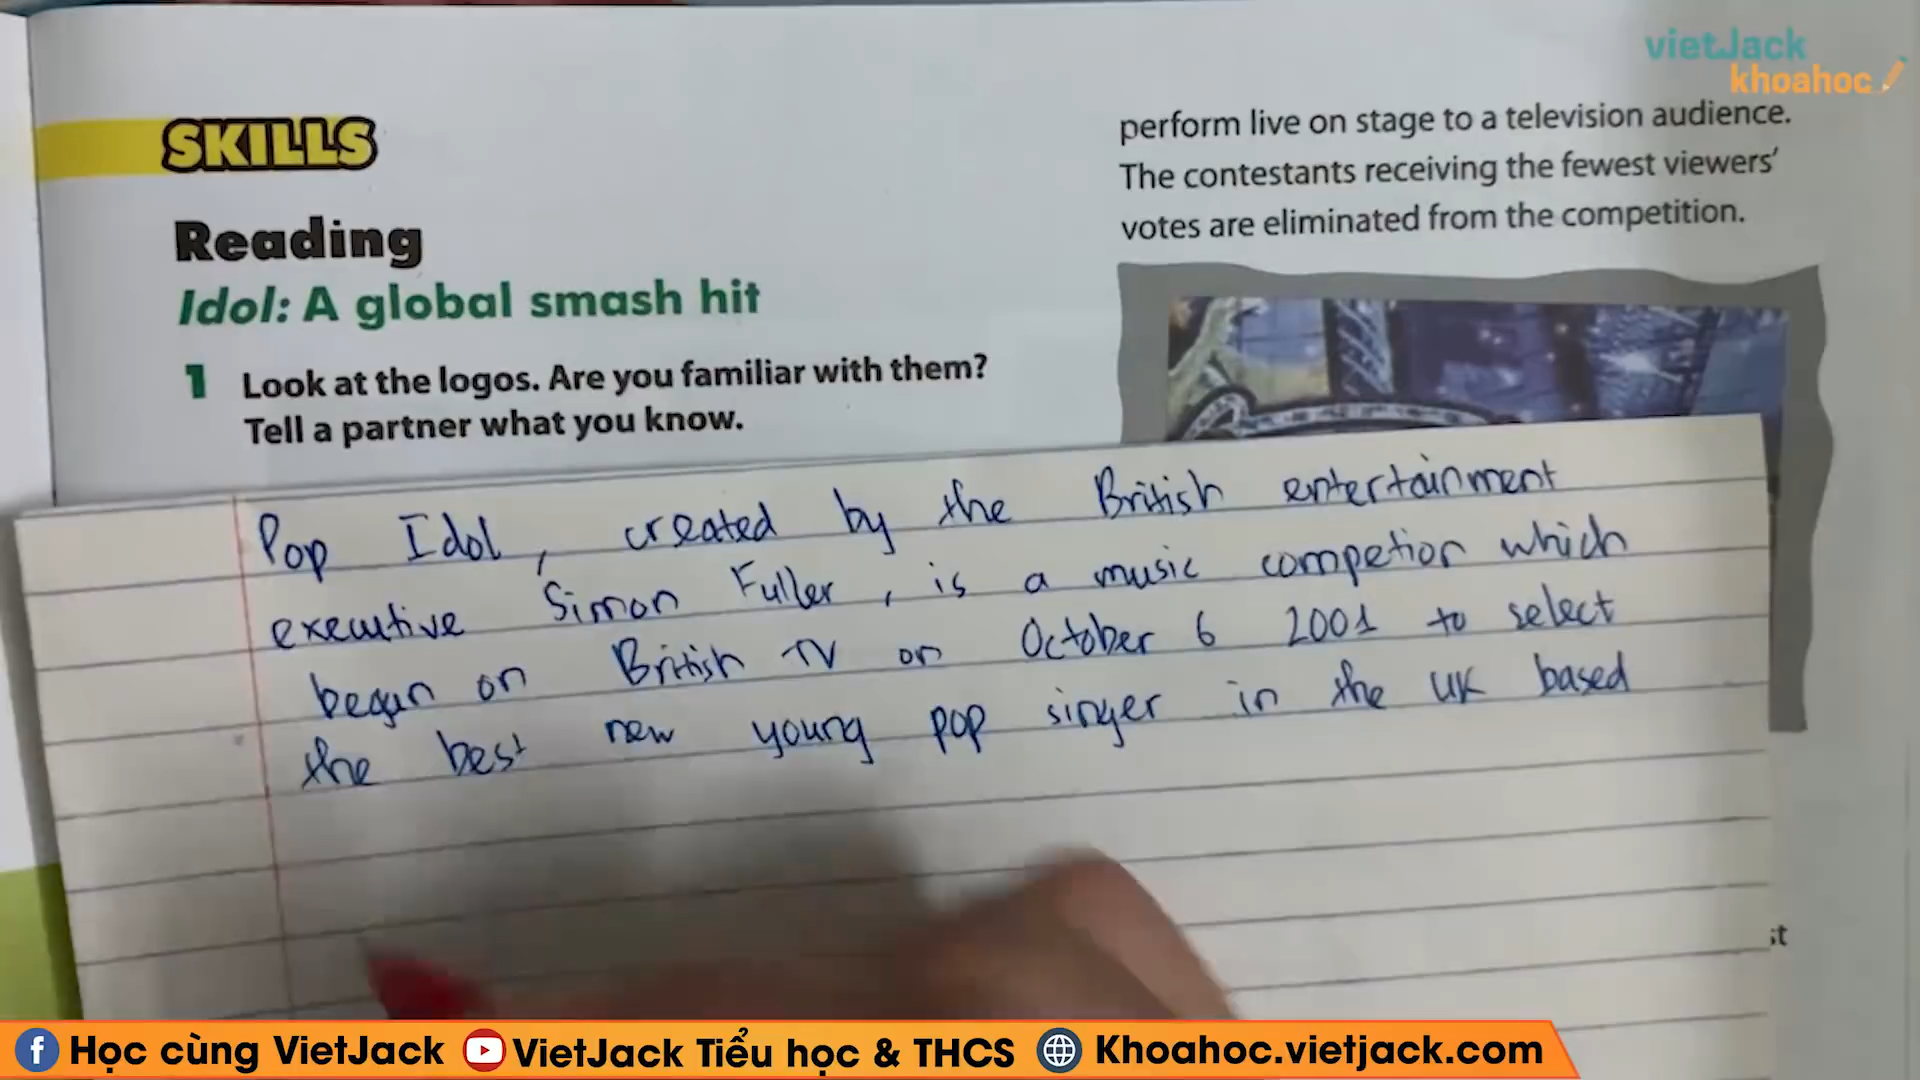 vietJack
khoahoc
SKILLS
Reading
Idol: A global smash hit
1 Look at the logos. Are you familiar with them?
Tell a partner what you know.
perform live on stage to a television audience.
The contestants receiving the fewest viewers'
votes are eliminated from the competition.
Pop Idol, created by the British entertainment
executive Simon Fuller, is a music competion which
began on British TV on October 6 2001 to select
the best new young pop singer in the UK based
st
Học cùng VietJack
VietJack Tiểu học & THCS
Khoahoc.vietjack.com